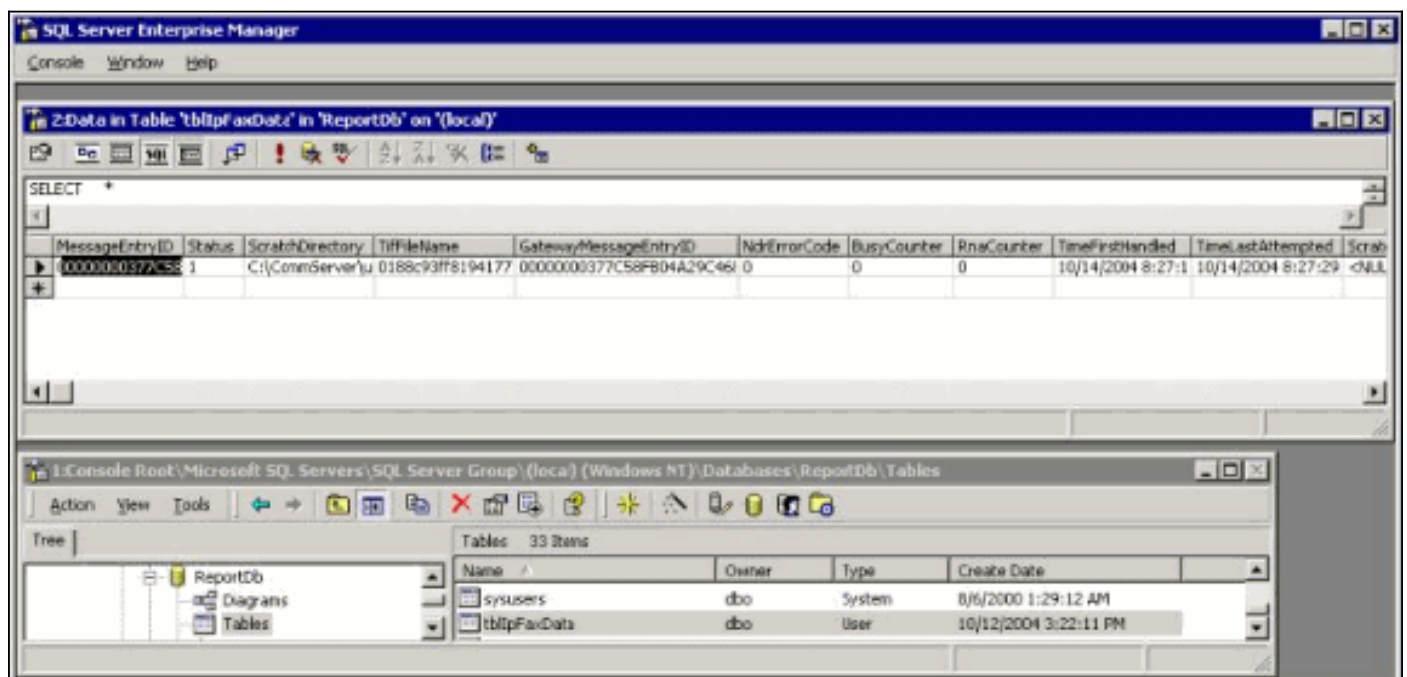 SQL Server Enterprise Manager
Console Window Help
2:Data in Table 'tblIpFaxData' in 'ReportDb' on '(local)'
SELECT *
MessageEntryID Status ScratchDirectory TiffFileName GatewayMessageEntryID NdrErrorCode BusyCounter RnaCounter TimeFirstHandled TimeLastAttempted Scrab
00000000377C58 1 C:\CommServer\u 0188c93ff8194177 00000000377C58FB04A29C46 0 0 0 10/14/2004 8:27:1 10/14/2004 8:27:29 <NUL
1:Console Root\Microsoft SQL Servers\SQL Server Group\(local) (Windows NT)\Databases\ReportDb\Tables
Action View Tools
Tree Tables 33 Items
ReportDb Name Owner Type Create Date
Diagrams sysusers dbo System 8/6/2000 1:29:12 AM
Tables tblIpFaxData dbo User 10/12/2004 3:22:11 PM